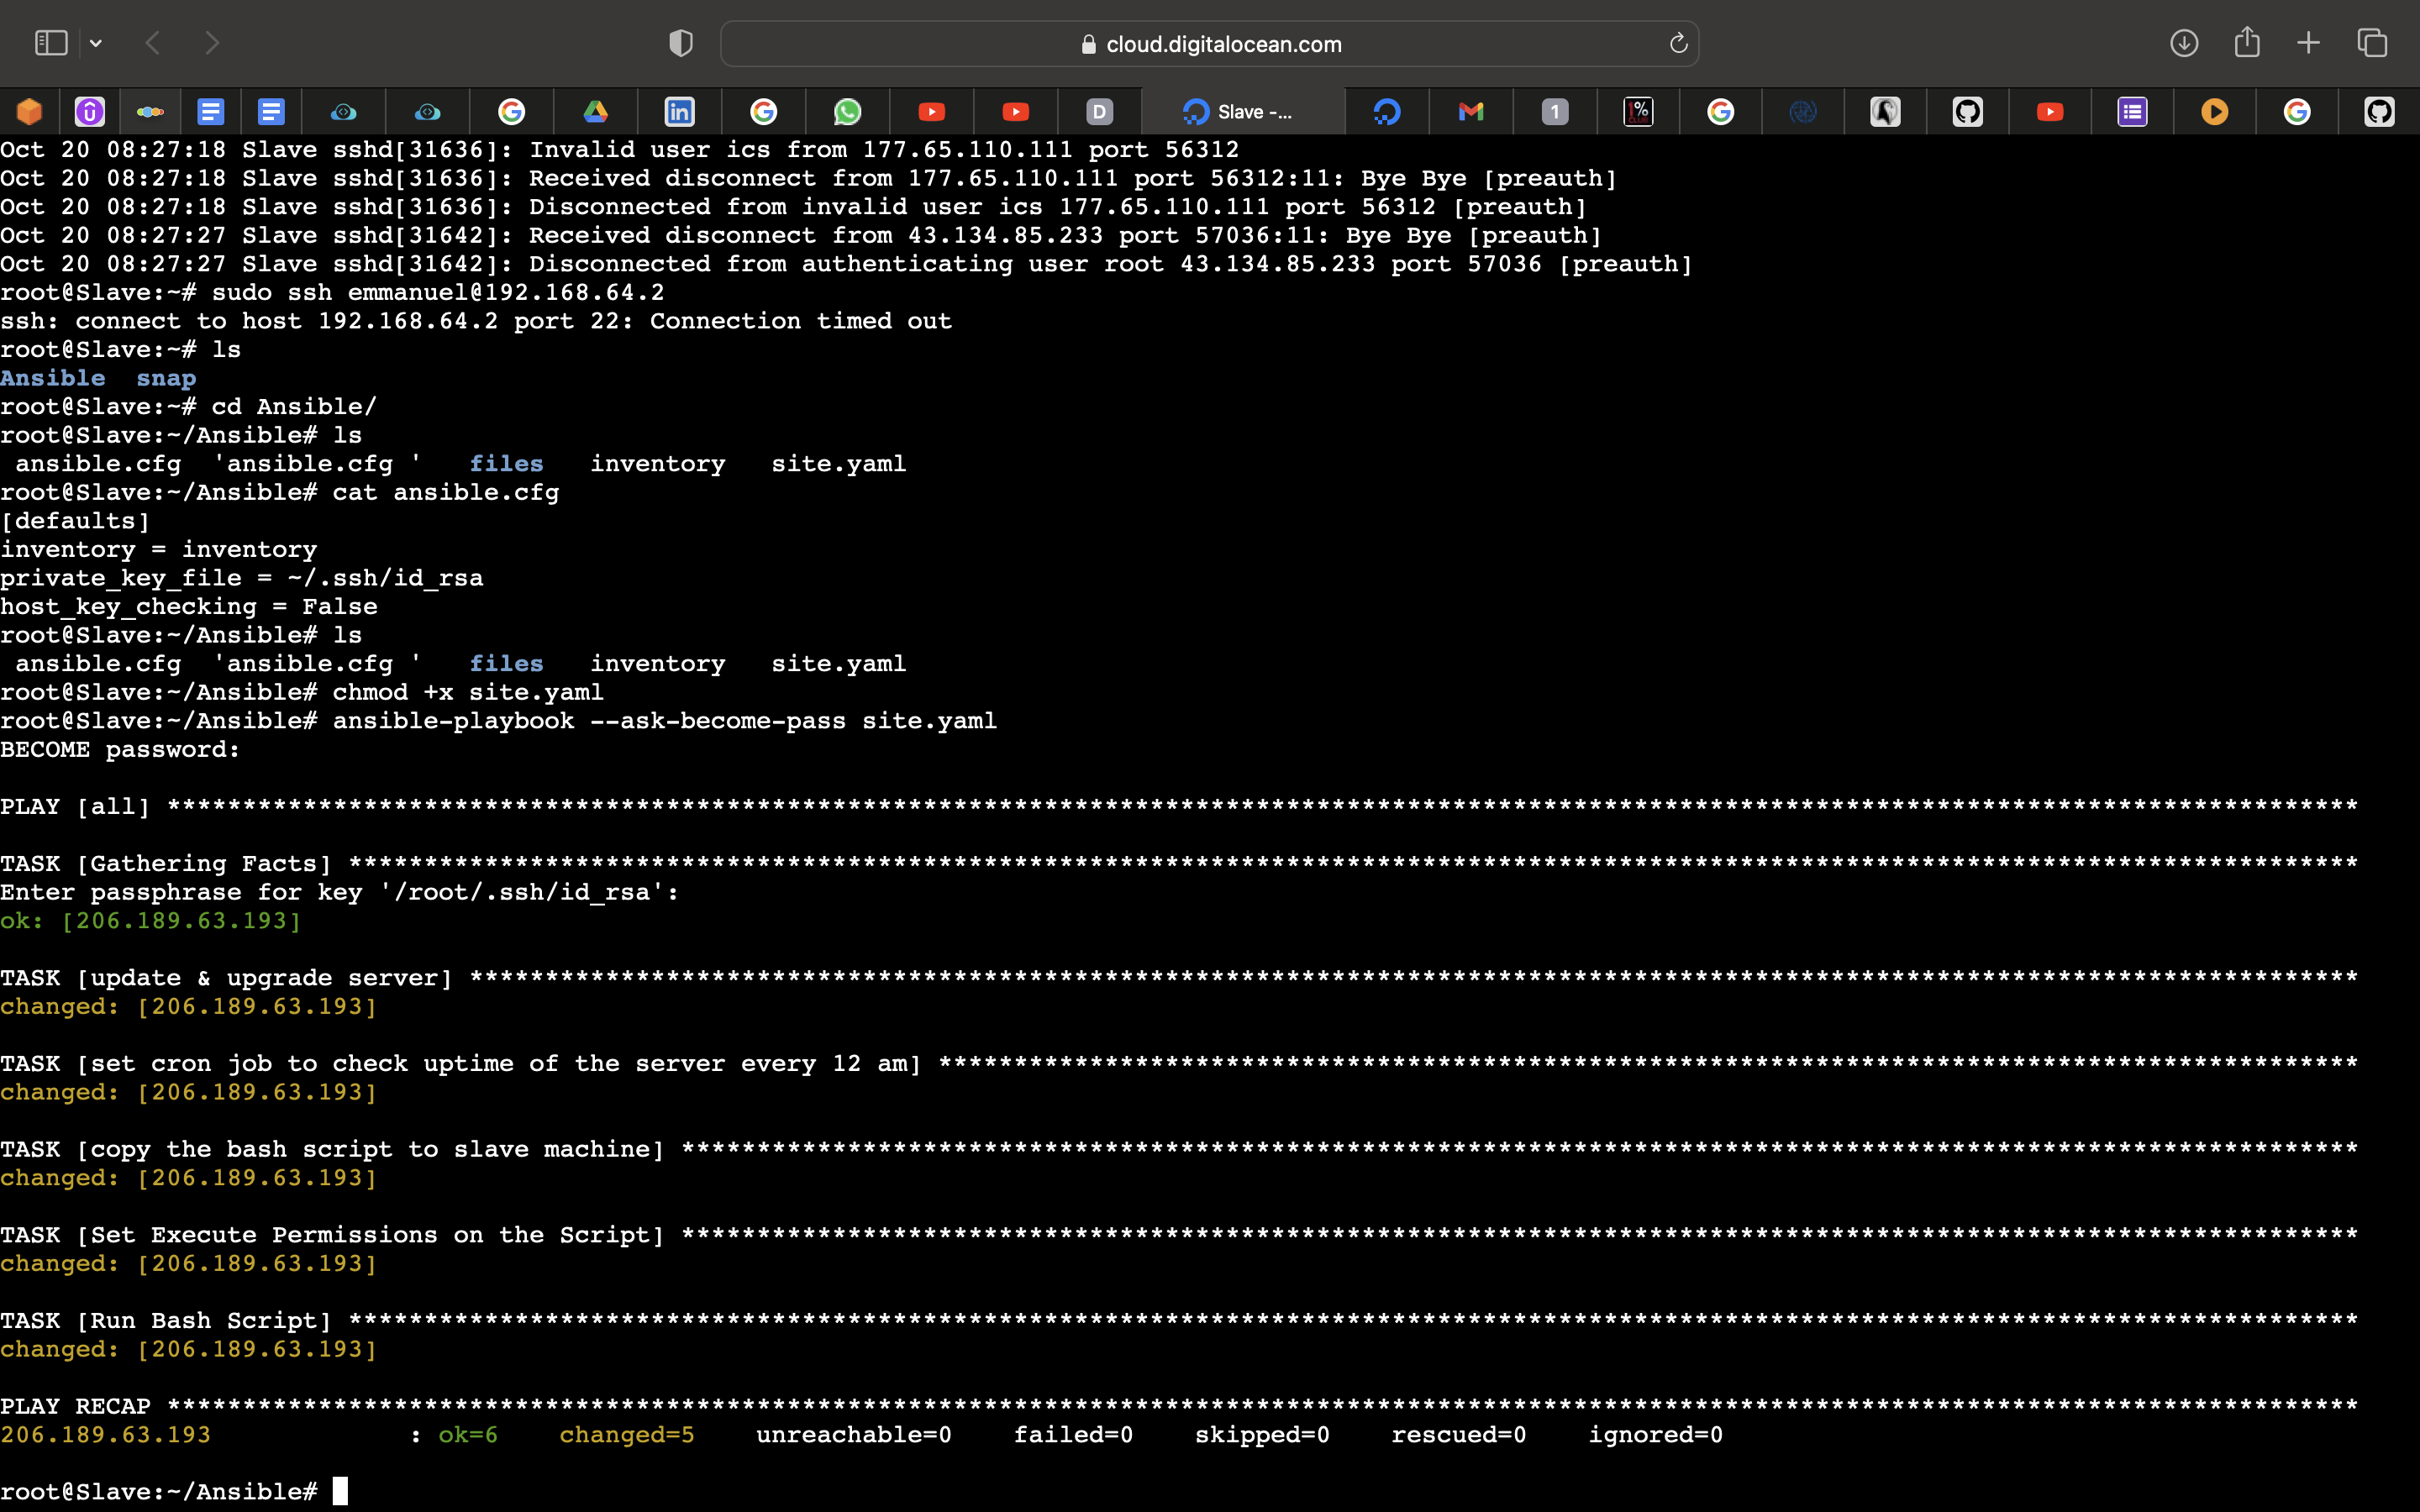 cloud.digitalocean.com
D
Slave -...
1
1%
Oct 20 08:27:18 Slave sshd[31636]: Invalid user ics from 177.65.110.111 port 56312
Oct 20 08:27:18 Slave sshd[31636]: Received disconnect from 177.65.110.111 port 56312:11: Bye Bye [preauth]
Oct 20 08:27:18 Slave sshd[31636]: Disconnected from invalid user ics 177.65.110.111 port 56312 [preauth]
Oct 20 08:27:27 Slave sshd[31642]: Received disconnect from 43.134.85.233 port 57036:11: Bye Bye [preauth]
Oct 20 08:27:27 Slave sshd[31642]: Disconnected from authenticating user root 43.134.85.233 port 57036 [preauth]
root@Slave:~# sudo ssh emmanuel@192.168.64.2
ssh: connect to host 192.168.64.2 port 22: Connection timed out
root@Slave:~# ls
Ansible  snap
root@Slave:~# cd Ansible/
root@Slave:~/Ansible# ls
 ansible.cfg  'ansible.cfg '   files   inventory   site.yaml
root@Slave:~/Ansible# cat ansible.cfg
[defaults]
inventory = inventory
private_key_file = ~/.ssh/id_rsa
host_key_checking = False
root@Slave:~/Ansible# ls
 ansible.cfg  'ansible.cfg '   files   inventory   site.yaml
root@Slave:~/Ansible# chmod +x site.yaml
root@Slave:~/Ansible# ansible-playbook --ask-become-pass site.yaml
BECOME password:
PLAY [all] *************************************************************************************************************************************************
TASK [Gathering Facts] *************************************************************************************************************************************
Enter passphrase for key '/root/.ssh/id_rsa':
ok: [206.189.63.193]
TASK [update & upgrade server] *****************************************************************************************************************************
changed: [206.189.63.193]
TASK [set cron job to check uptime of the server every 12 am] **********************************************************************************************
changed: [206.189.63.193]
TASK [copy the bash script to slave machine] ***************************************************************************************************************
changed: [206.189.63.193]
TASK [Set Execute Permissions on the Script] ***************************************************************************************************************
changed: [206.189.63.193]
TASK [Run Bash Script] *************************************************************************************************************************************
changed: [206.189.63.193]
PLAY RECAP *************************************************************************************************************************************************
206.189.63.193             : ok=6    changed=5    unreachable=0    failed=0    skipped=0    rescued=0    ignored=0
root@Slave:~/Ansible#